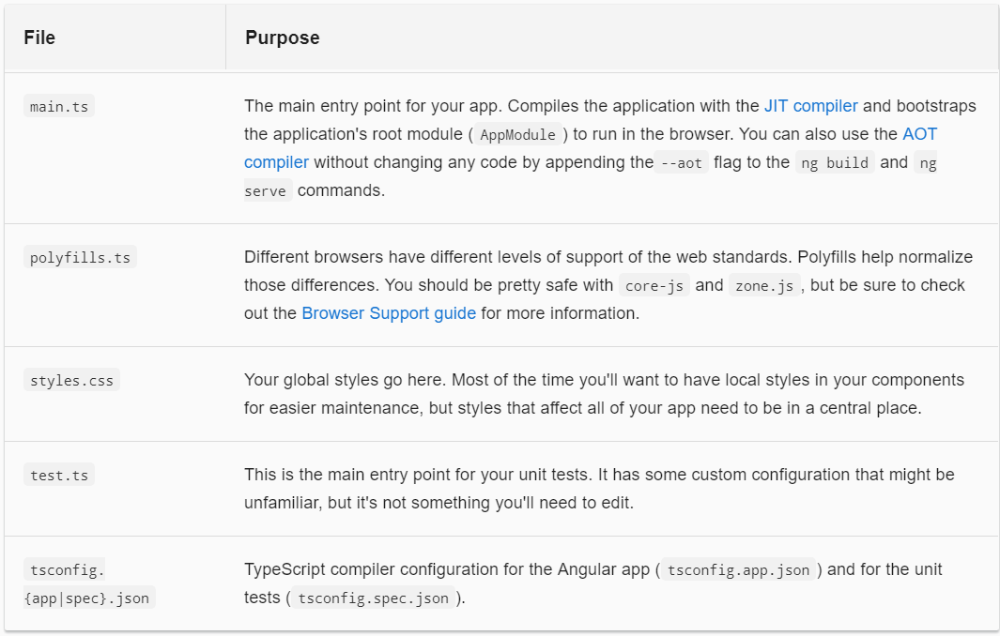 File Purpose
main.ts The main entry point for your app. Compiles the application with the JIT compiler and bootstraps
the application's root module ( AppModule ) to run in the browser. You can also use the AOT
compiler without changing any code by appending the --aot flag to the ng build and ng
serve commands.
polyfills.ts Different browsers have different levels of support of the web standards. Polyfills help normalize
those differences. You should be pretty safe with core-js and zone.js , but be sure to check
out the Browser Support guide for more information.
styles.css Your global styles go here. Most of the time you'll want to have local styles in your components
for easier maintenance, but styles that affect all of your app need to be in a central place.
test.ts This is the main entry point for your unit tests. It has some custom configuration that might be
unfamiliar, but it's not something you'll need to edit.
tsconfig. TypeScript compiler configuration for the Angular app ( tsconfig.app.json ) and for the unit
{app|spec}.json tests ( tsconfig.spec.json ).